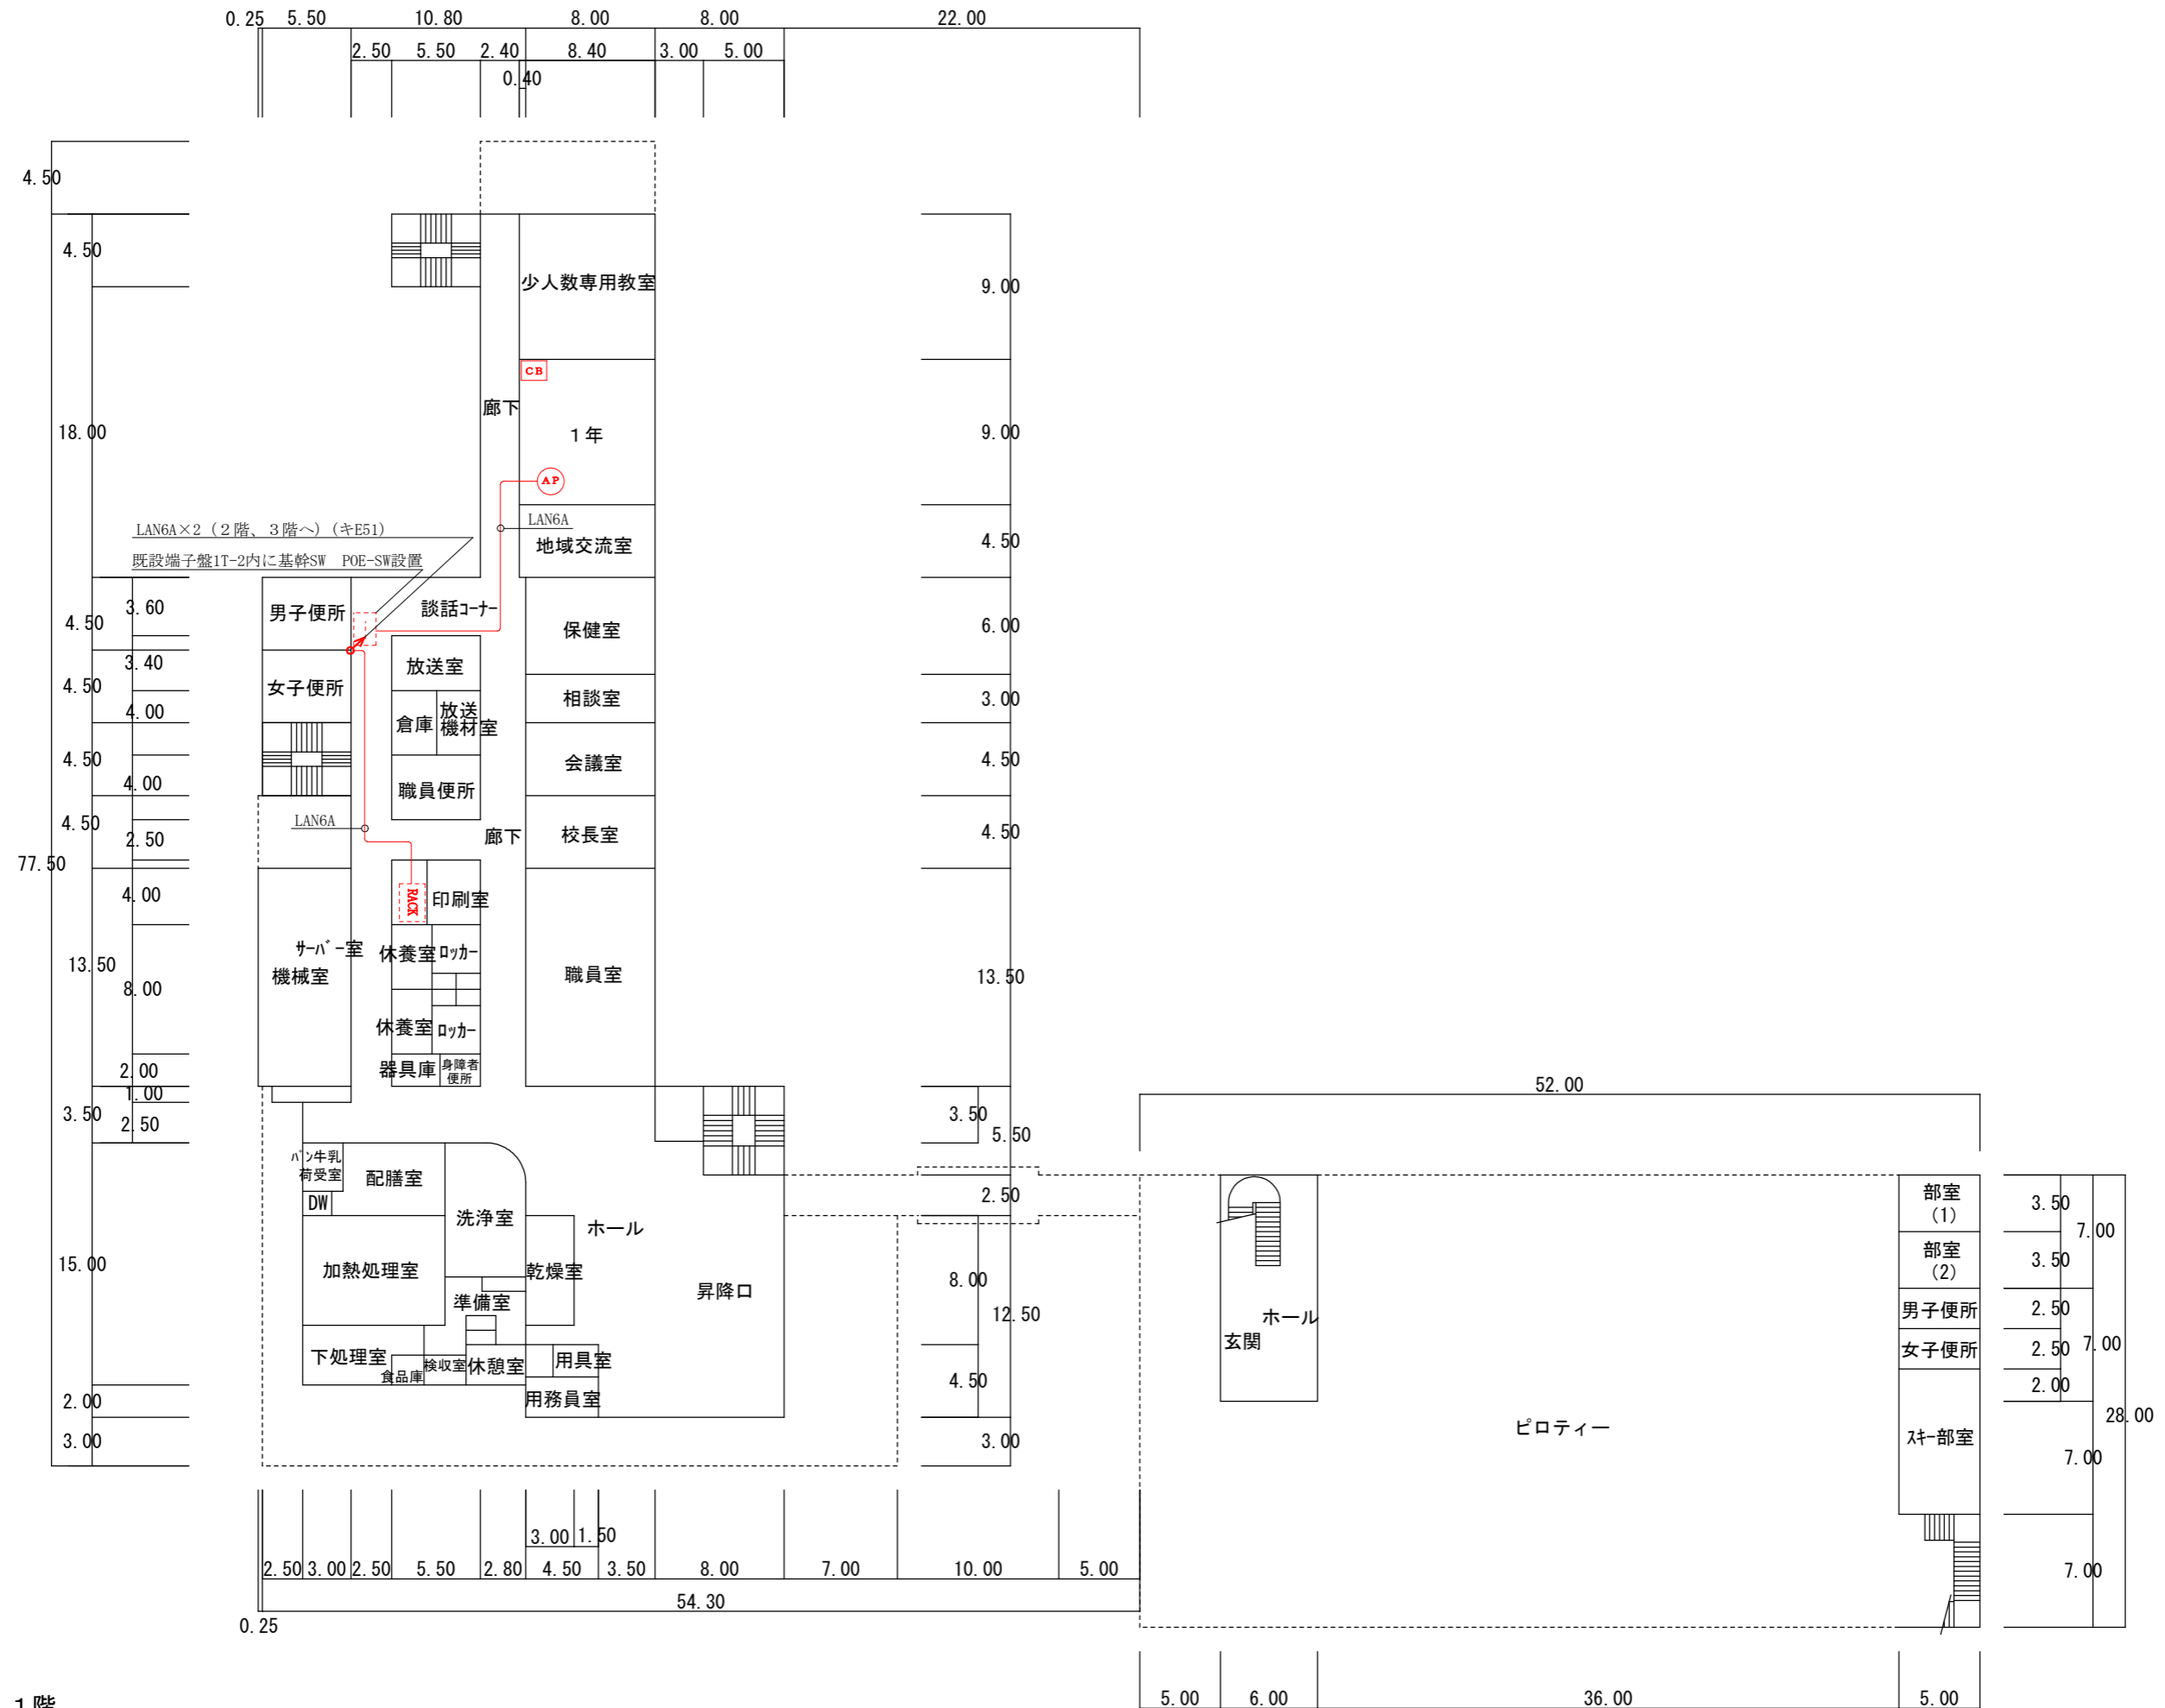 0.25 5.50 10.80 8.00 8.00 22.00
2.50 5.50 2.40 8.40 3.00 5.00
0.40
4.50
4.50
少人数専用教室
9.00
CB
廊下
18.00
1年
9.00
AP
LAN6A×2（2階、3階へ）(キE51)
LAN6A
地域交流室
4.50
既設端子盤1T-2内に基幹SW　POE-SW設置
3.60
男子便所
談話コーナー
4.50
保健室
6.00
3.40
放送室
4.50
女子便所
相談室
3.00
4.00
倉庫
放送
機材室
4.50
会議室
4.50
4.00
職員便所
4.50
LAN6A
廊下
校長室
4.50
2.50
77.50
4.00
RACK
印刷室
サーバー室
休養室
ロッカー
13.50
機械室
職員室
13.50
8.00
休養室
ロッカー
2.00
器具庫
身障者
便所
1.00
52.00
3.50
2.50
3.50
5.50
パン牛乳
荷受室
配膳室
DW
2.50
部室
(1)
3.50
7.00
洗浄室
ホール
15.00
加熱処理室
乾燥室
8.00
部室
(2)
3.50
昇降口
準備室
12.50
ホール
男子便所
2.50
玄関
下処理室
食品庫
検収室
休憩室
用具室
女子便所
2.50
7.00
4.50
2.00
2.00
用務員室
28.00
3.00
3.00
ピロティー
スキー部室
7.00
3.00 1.50
2.50 3.00 2.50 5.50 2.80 4.50 3.50 8.00 7.00 10.00 5.00
7.00
54.30
0.25
1階
5.00 6.00 36.00 5.00